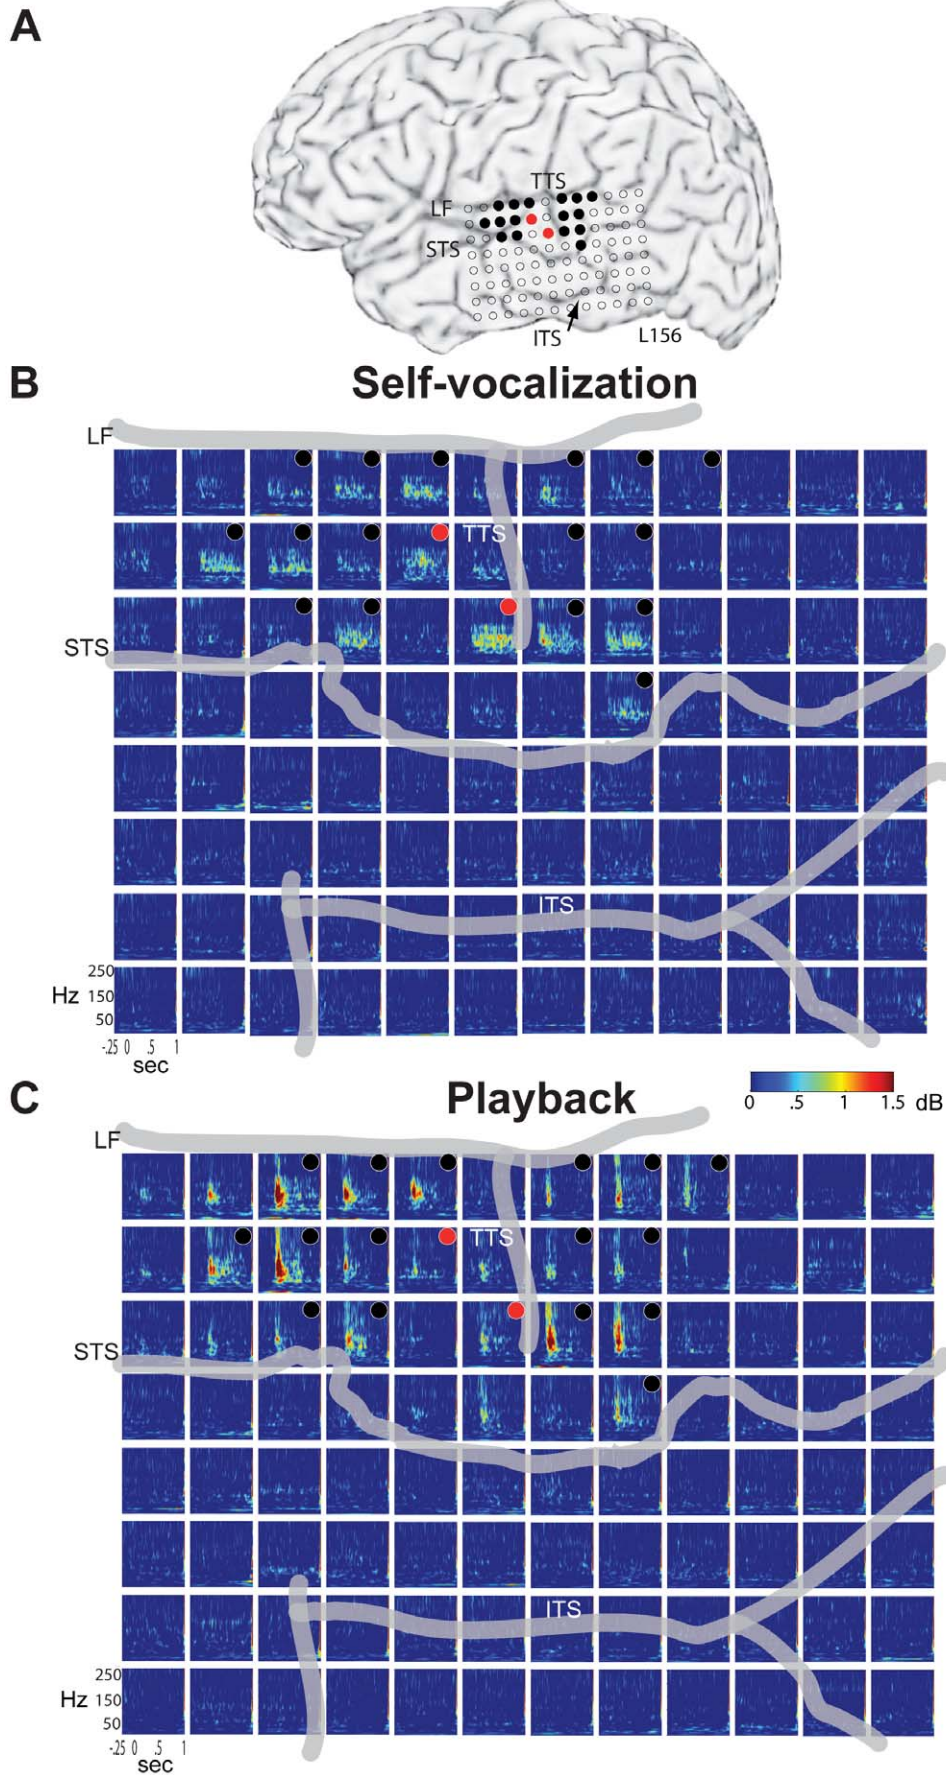 A
TTS
LF
STS
ITS
L156
B
Self-vocalization
LF
TTS
STS
ITS
250
Hz 150
50
-.25 0 .5 1
sec
C
Playback
0 .5 1 1.5 dB
LF
TTS
STS
ITS
250
Hz 150
50
-.25 0 .5 1
sec